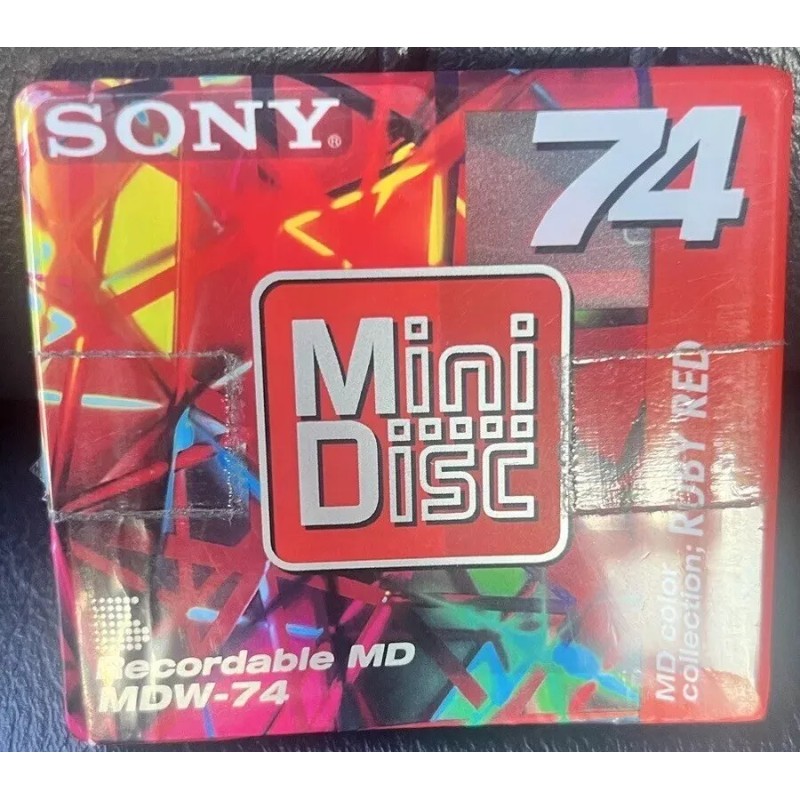 SONY®
74
Mini
Disc
MD color
collection; RUBY RED
Recordable MD
MDW-74